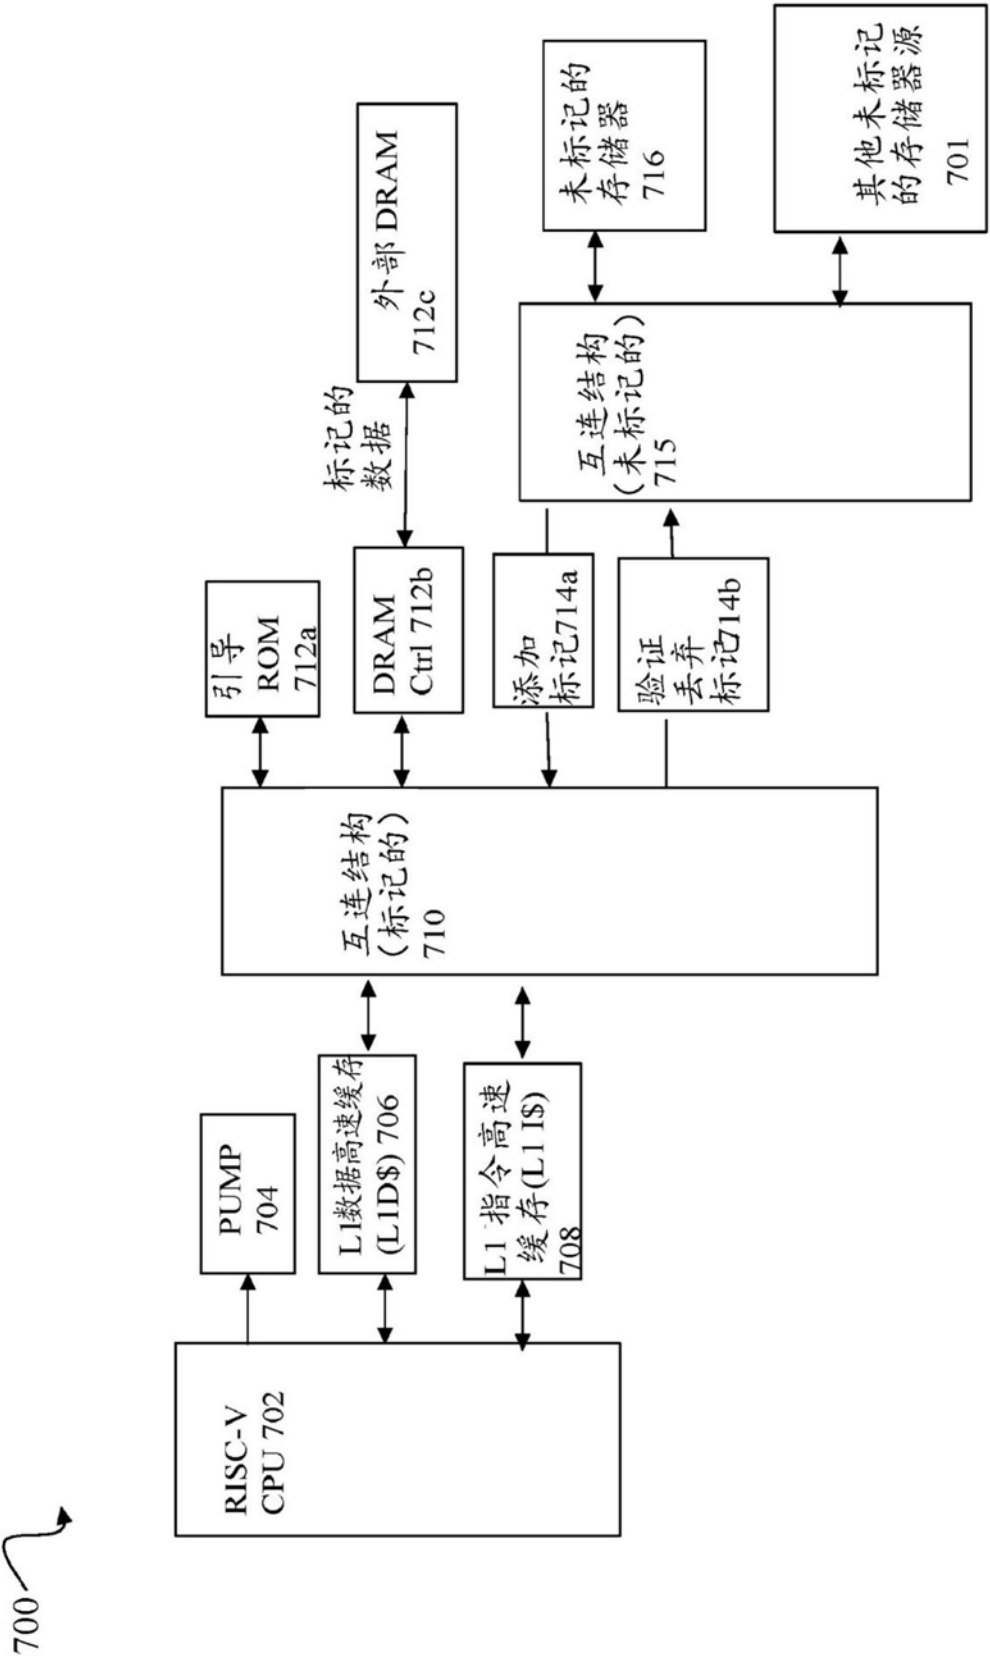 700
RISC-V
CPU 702
PUMP
704
L1数据高速缓存
(L1D$) 706
L1 指令高速
缓存(L1 I$)
708
互连结构
(标记的)
710
引导
ROM
712a
DRAM
Ctrl 712b
标记的
数据
外部 DRAM
712c
添加
标记714a
验证
丢弃
标记714b
互连结构
(未标记的)
715
未标记的
存储器
716
其他未标记
的存储器源
701